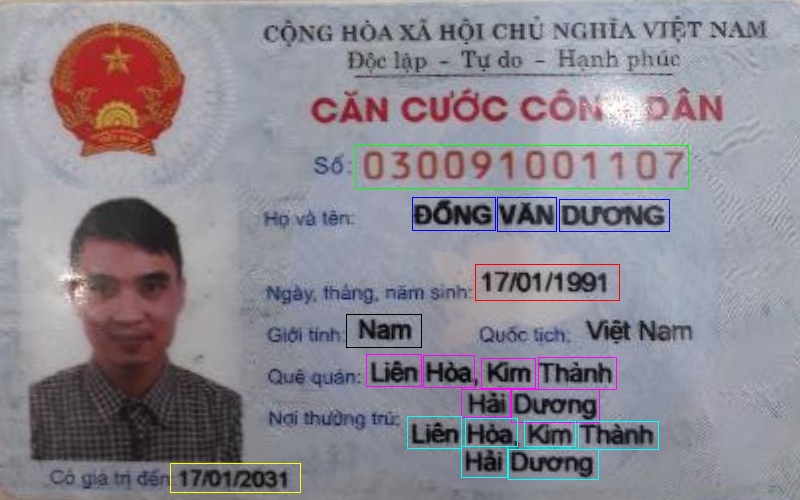 CỘNG HÒA XÃ HỘI CHỦ NGHĨA VIỆT NAM
Độc lập - Tự do - Hạnh phúc
CĂN CƯỚC CÔNG DÂN
Số: 030091001107
Họ và tên: ĐỒNG VĂN DƯƠNG
Ngày, tháng, năm sinh: 17/01/1991
Giới tính: Nam Quốc tịch: Việt Nam
Quê quán: Liên Hòa, Kim Thành
Hải Dương
Nơi thường trú: Liên Hòa, Kim Thành
Hải Dương
Có giá trị đến: 17/01/2031